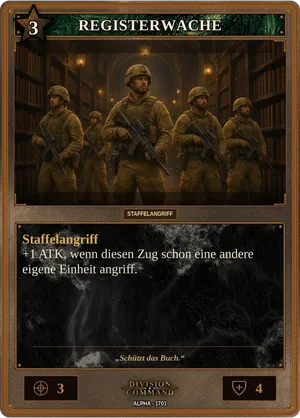 3
REGISTERWACHE
STAFFELANGRIFF
Staffelangriff
+1 ATK, wenn diesen Zug schon eine andere
eigene Einheit angriff.
„Schützt das Buch.“
3
DIVISION
COMMAND
ALPHA - 1701
4